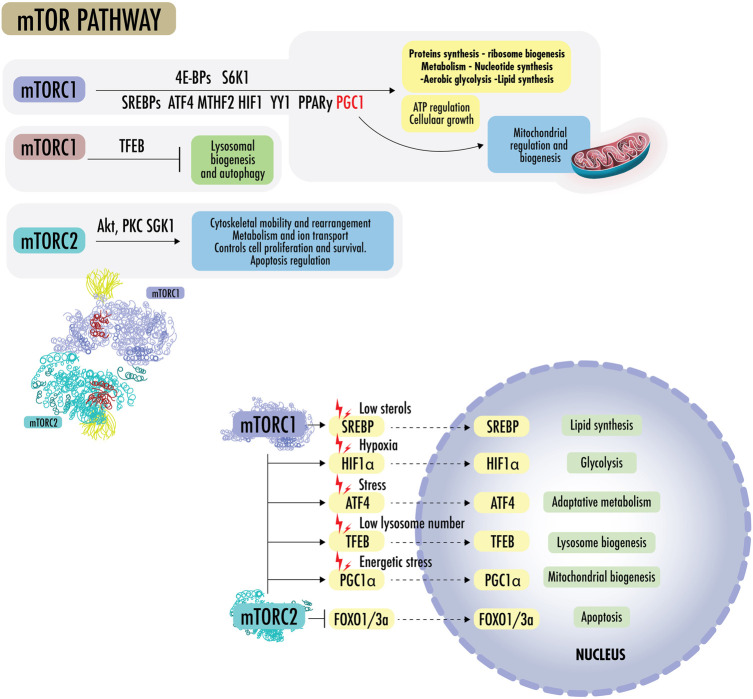 mTOR PATHWAY
mTORC1
4E-BPs S6K1
SREBPs ATF4 MTHF2 HIF1 YY1 PPARγ PGC1
Proteins synthesis - ribosome biogenesis
Metabolism - Nucleotide synthesis
-Aerobic glycolysis -Lipid synthesis
ATP regulation
Cellulaar growth
Mitochondrial
regulation and
biogenesis
mTORC1
TFEB
Lysosomal
biogenesis
and autophagy
mTORC2
Akt, PKC SGK1
Cytoskeletal mobility and rearrangement
Metabolism and ion transport
Controls cell proliferation and survival.
Apoptosis regulation
mTORC1
mTORC2
mTORC1
Low sterols
SREBP
SREBP
Lipid synthesis
Hypoxia
HIF1α
HIF1α
Glycolysis
Stress
ATF4
ATF4
Adaptative metabolism
Low lysosome number
TFEB
TFEB
Lysosome biogenesis
Energetic stress
PGC1α
PGC1α
Mitochondrial biogenesis
mTORC2
FOXO1/3a
FOXO1/3a
Apoptosis
NUCLEUS